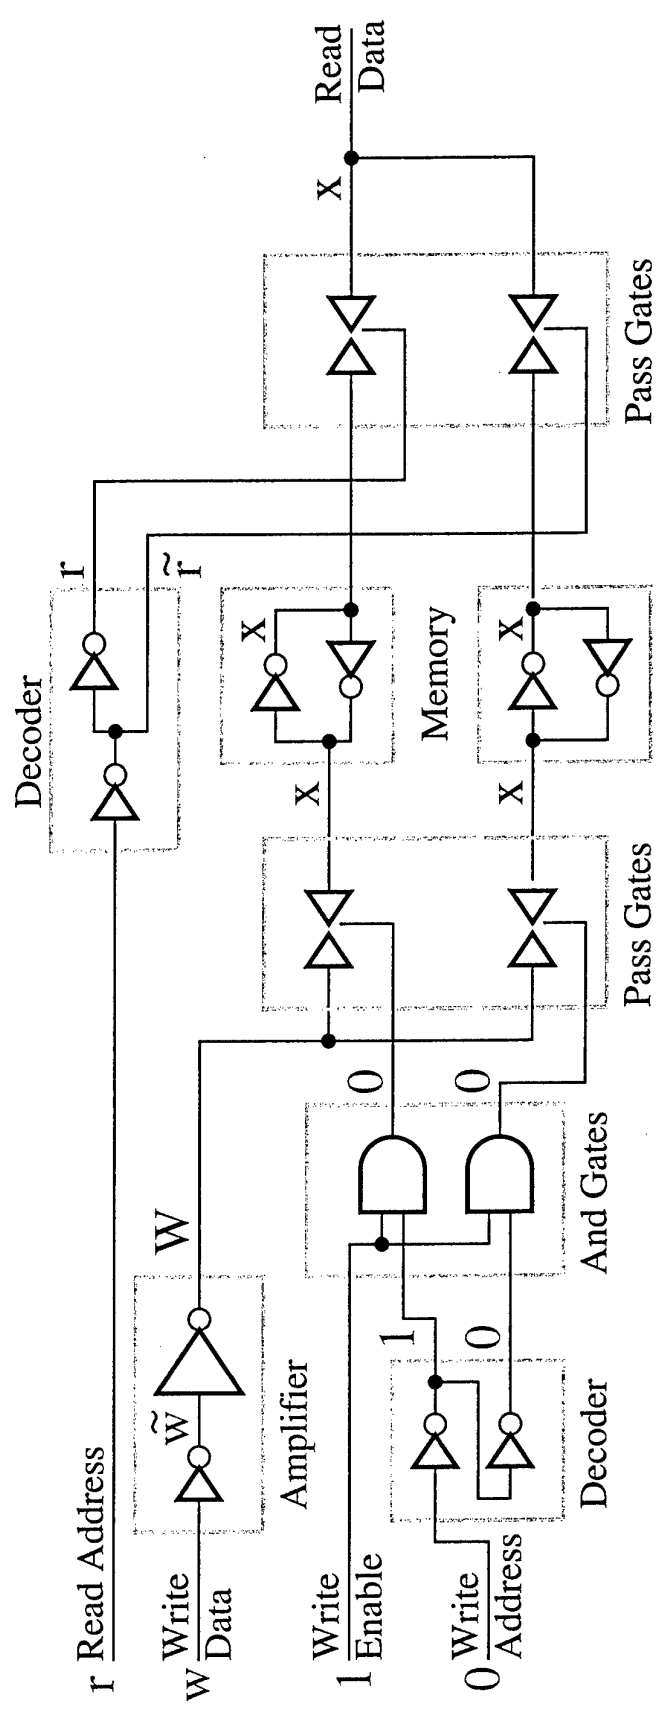 Decoder
r
r̃
r Read Address
Write
w Data
w̃
W
Amplifier
Write
1 Enable
Write
0 Address
1
0
Decoder
0
0
And Gates
Pass Gates
x
x
x
x
Memory
Pass Gates
x
Read
Data